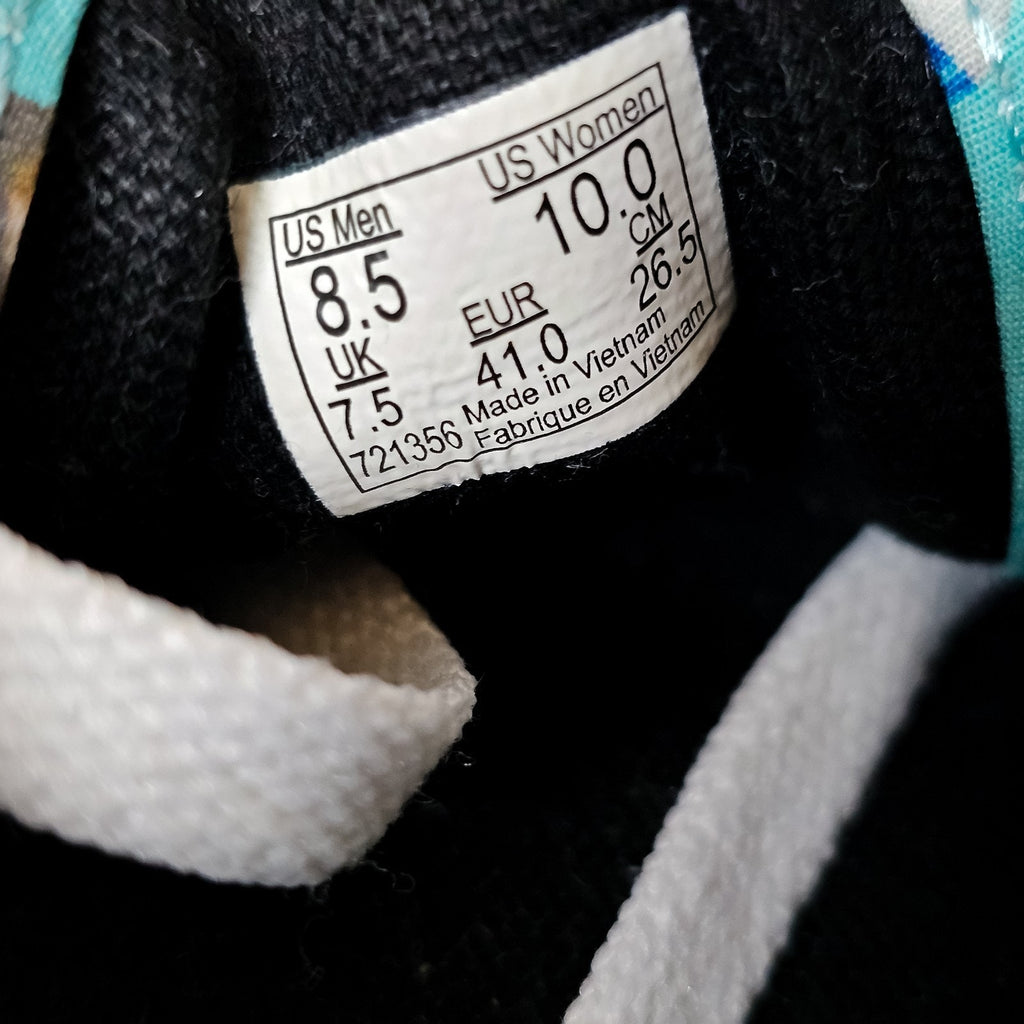 US Men US Women
8.5 10.0
UK EUR CM
7.5 41.0 26.5
721356 Made in Vietnam
Fabrique en Vietnam